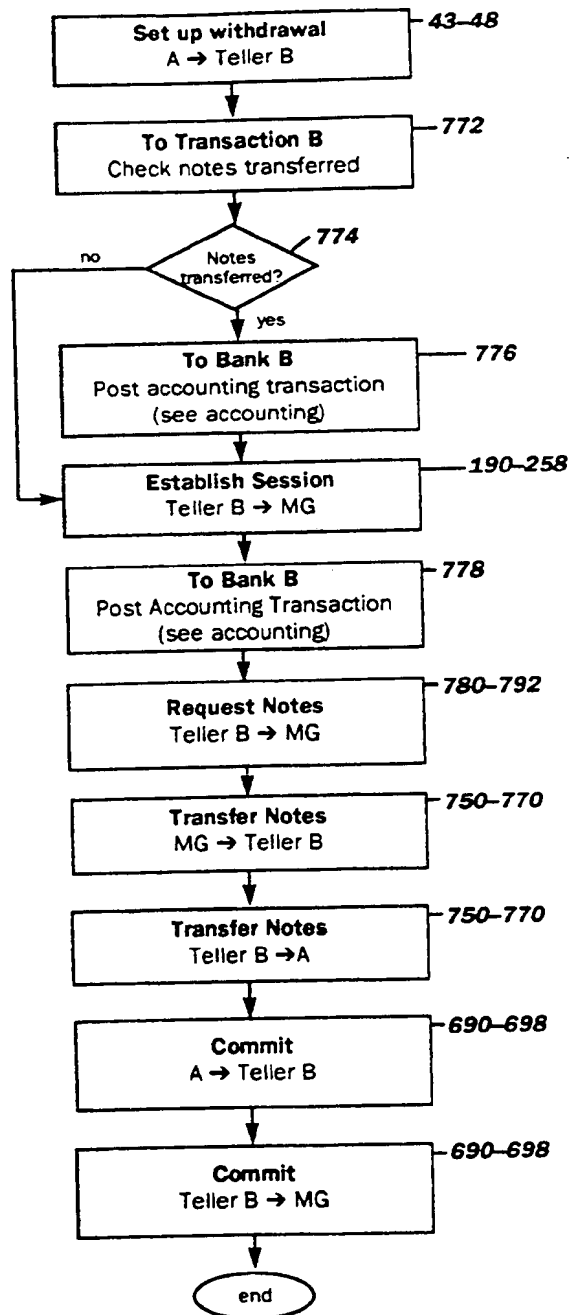 Set up withdrawal
A → Teller B
43–48
To Transaction B
Check notes transferred
772
Notes
transferred?
774
no
yes
To Bank B
Post accounting transaction
(see accounting)
776
Establish Session
Teller B → MG
190–258
To Bank B
Post Accounting Transaction
(see accounting)
778
Request Notes
Teller B → MG
780–792
Transfer Notes
MG → Teller B
750–770
Transfer Notes
Teller B →A
750–770
Commit
A → Teller B
690–698
Commit
Teller B → MG
690–698
end